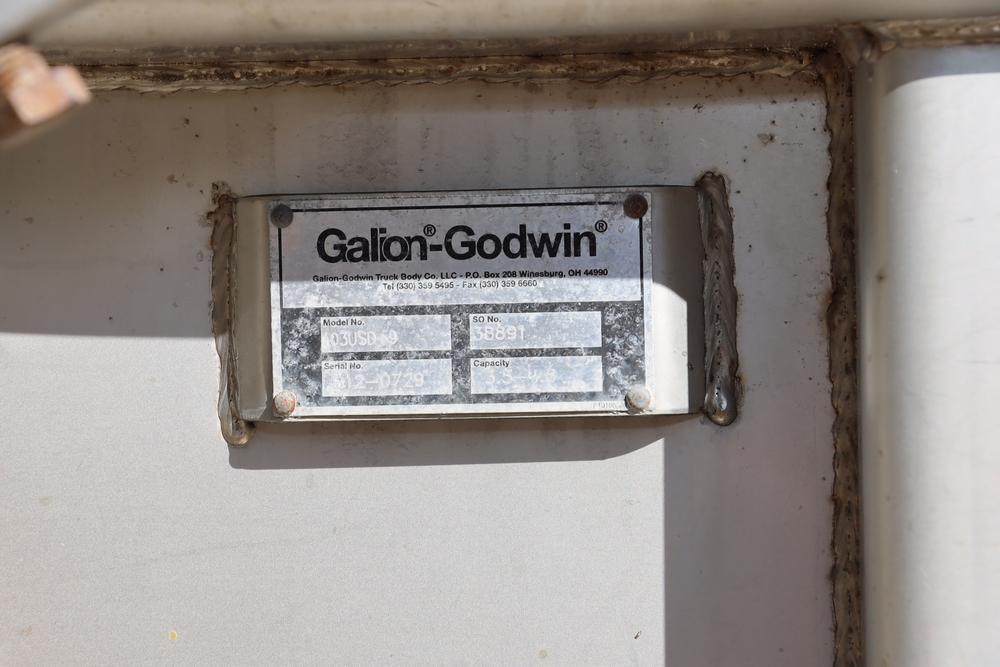 Galion®-Godwin®
Galion-Godwin Truck Body Co. LLC - P.O. Box 208 Winesburg, OH 44990
Tel (330) 359 5495 - Fax (330) 359 6660
Model No. SO No.
38891
Serial No. Capacity